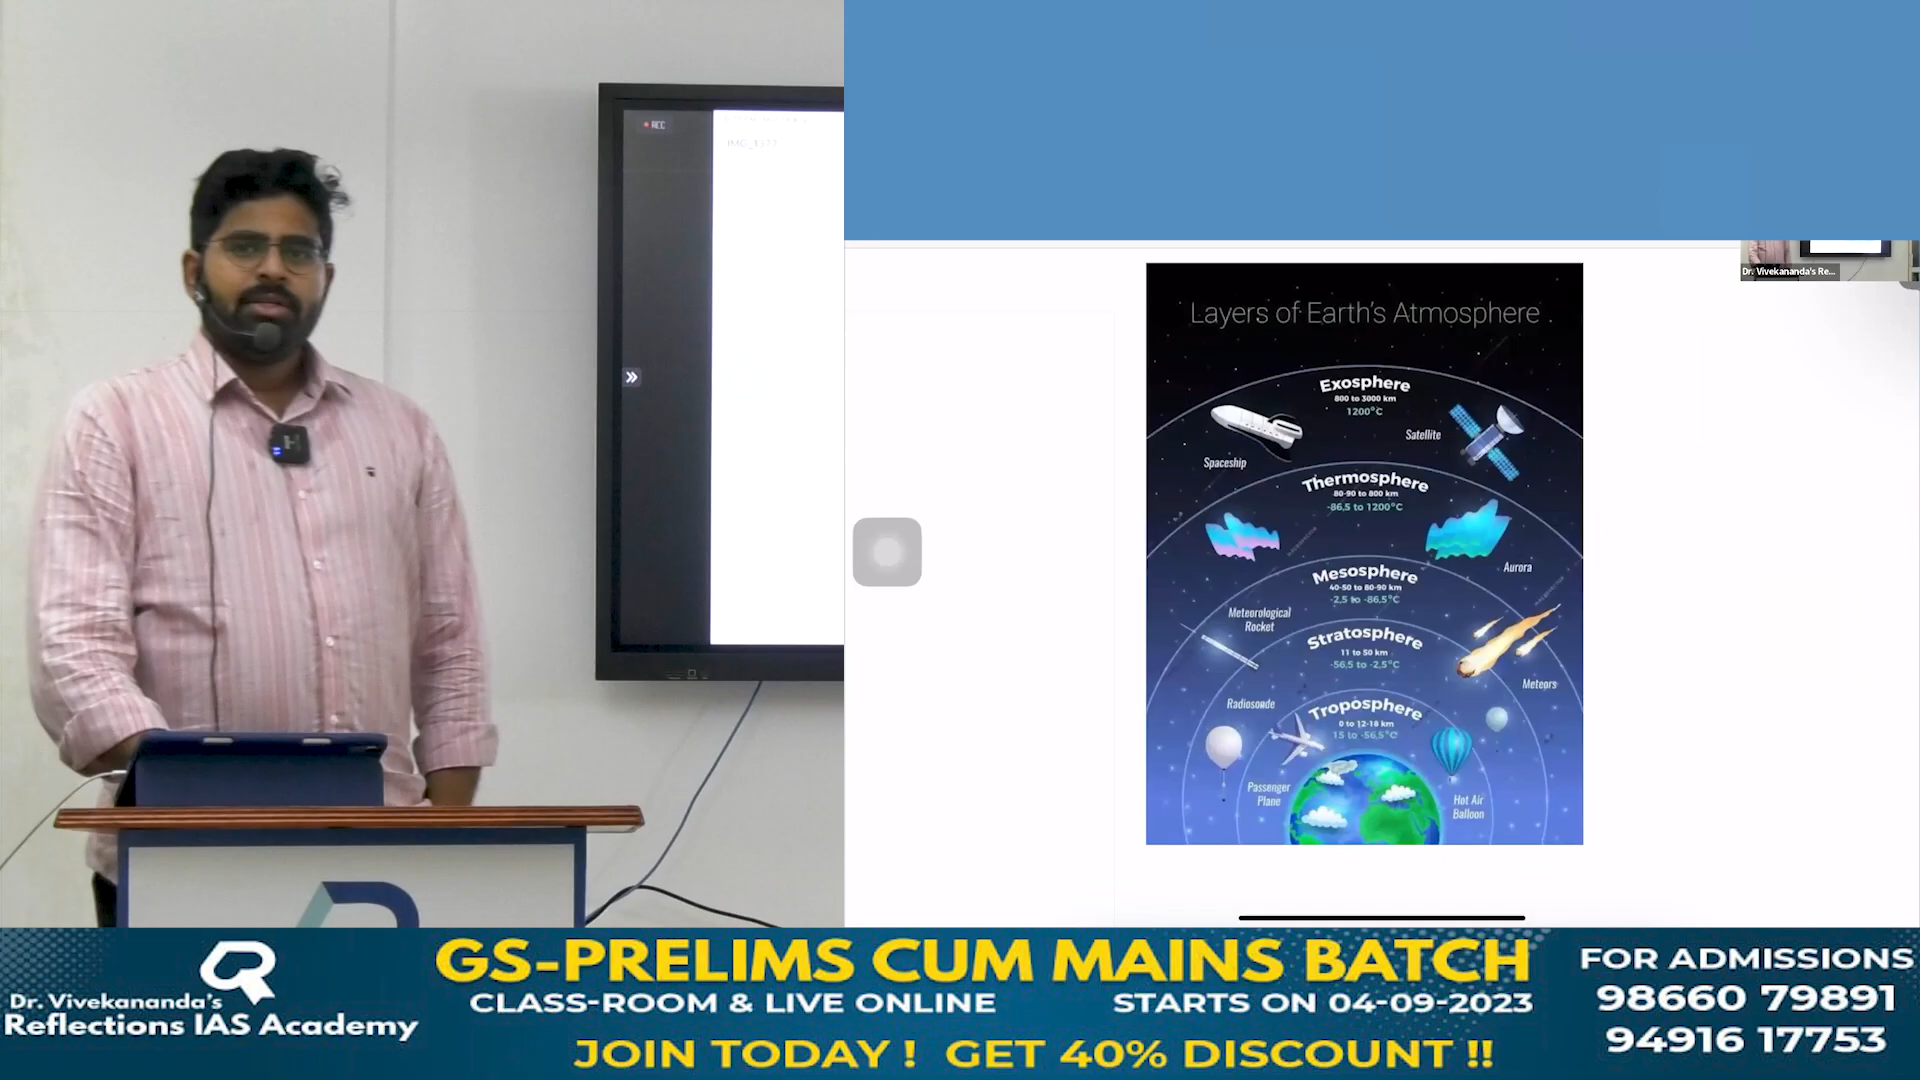 REC
IMG_1377
Dr. Vivekananda's Re...
Layers of Earth's Atmosphere
Exosphere
800 to 3000 km
1200°C
Satellite
Spaceship
Thermosphere
80-90 to 800 km
-86,5 to 1200°C
Aurora
Mesosphere
40-50 to 80-90 km
-2,5 to -86,5°C
Meteorological
Rocket
Stratosphere
11 to 50 km
-56,5 to -2,5°C
Meteors
Radiosonde
Troposphere
0 to 12-18 km
15 to -56,5°C
Passenger
Plane
Hot Air
Balloon
GS-PRELIMS CUM MAINS BATCH
CLASS-ROOM & LIVE ONLINE STARTS ON 04-09-2023
JOIN TODAY ! GET 40% DISCOUNT !!
Dr. Vivekananda's
Reflections IAS Academy
FOR ADMISSIONS
98660 79891
94916 17753